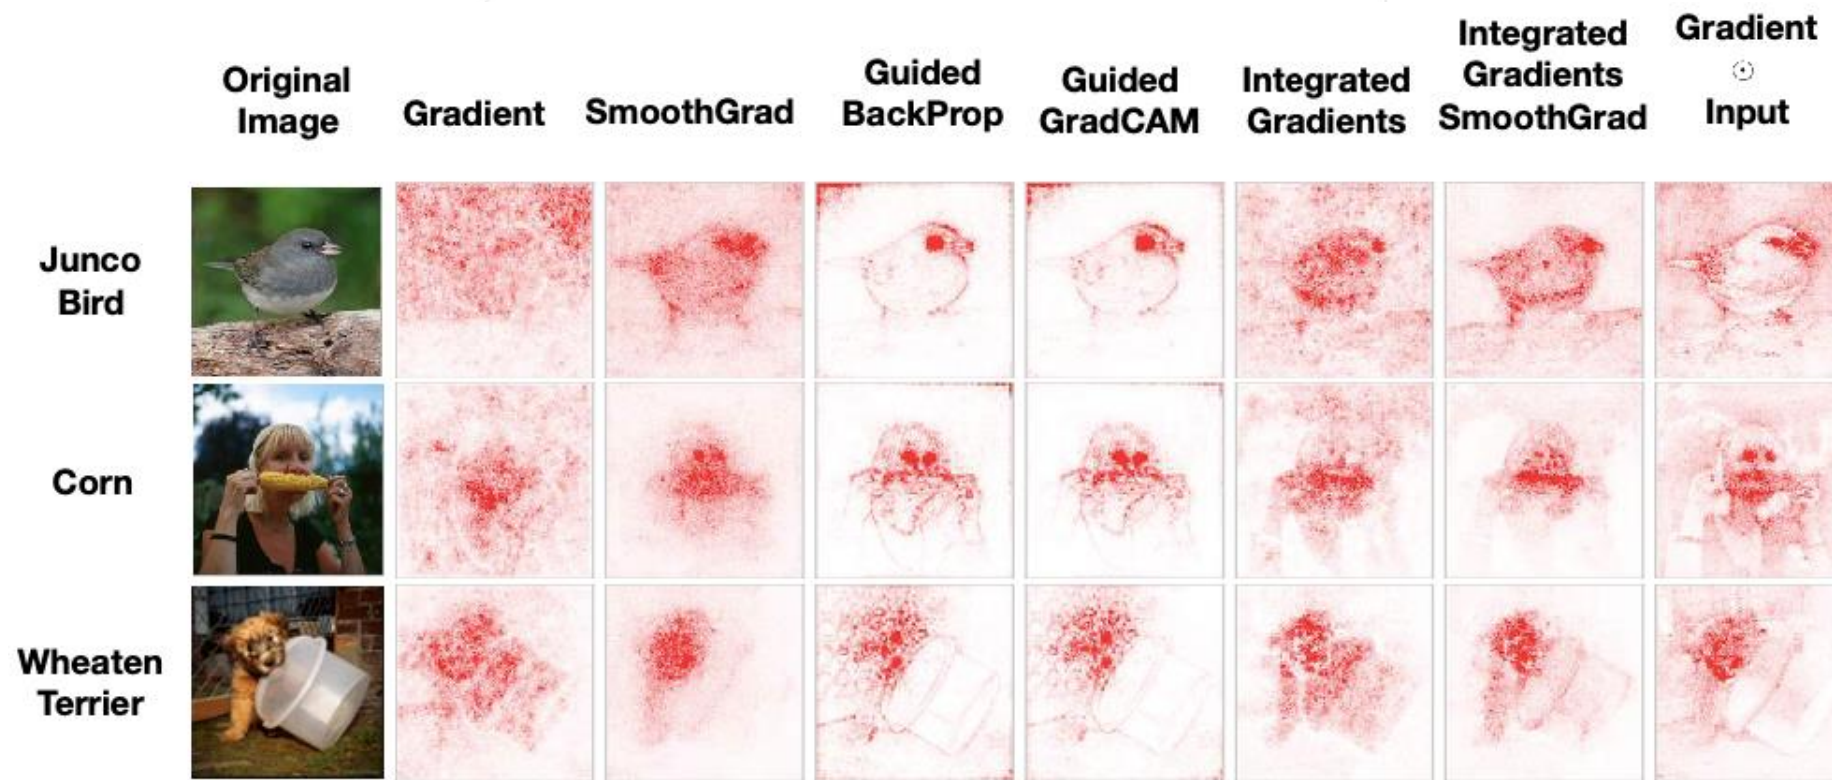 Original
Image
Gradient
SmoothGrad
Guided
BackProp
Guided
GradCAM
Integrated
Gradients
Integrated
Gradients
SmoothGrad
Gradient
⊙
Input
Junco
Bird
Corn
Wheaten
Terrier